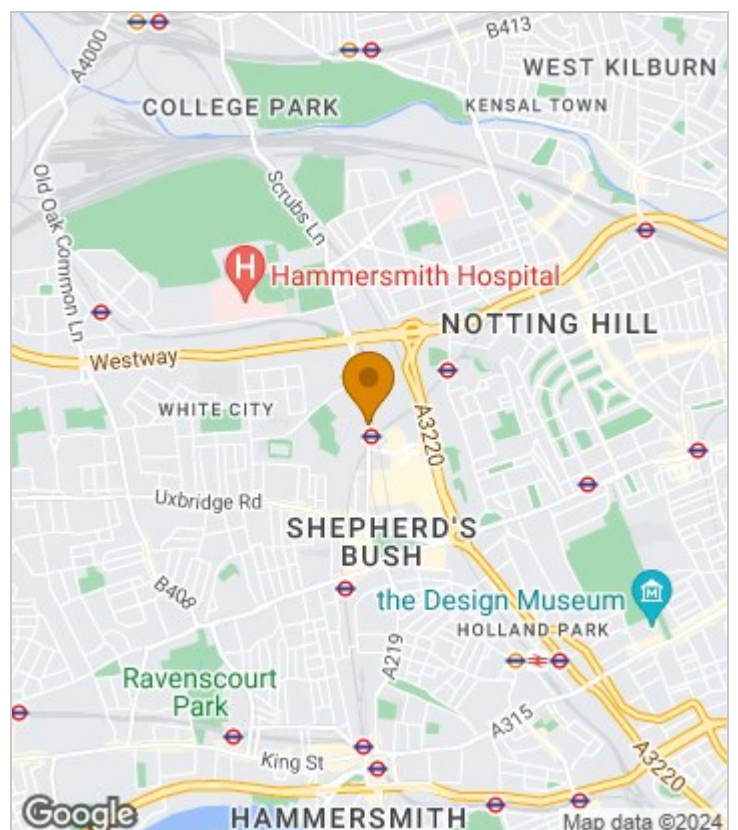 B413
A4000
WEST KILBURN
COLLEGE PARK
KENSAL TOWN
Old Oak Common Ln
Scrubs Ln
H
Hammersmith Hospital
NOTTING HILL
Westway
WHITE CITY
A3220
Uxbridge Rd
SHEPHERD'S
BUSH
B408
the Design Museum
HOLLAND PARK
A219
Ravenscourt
Park
A315
King St
A3220
Google
HAMMERSMITH
Map data ©2024